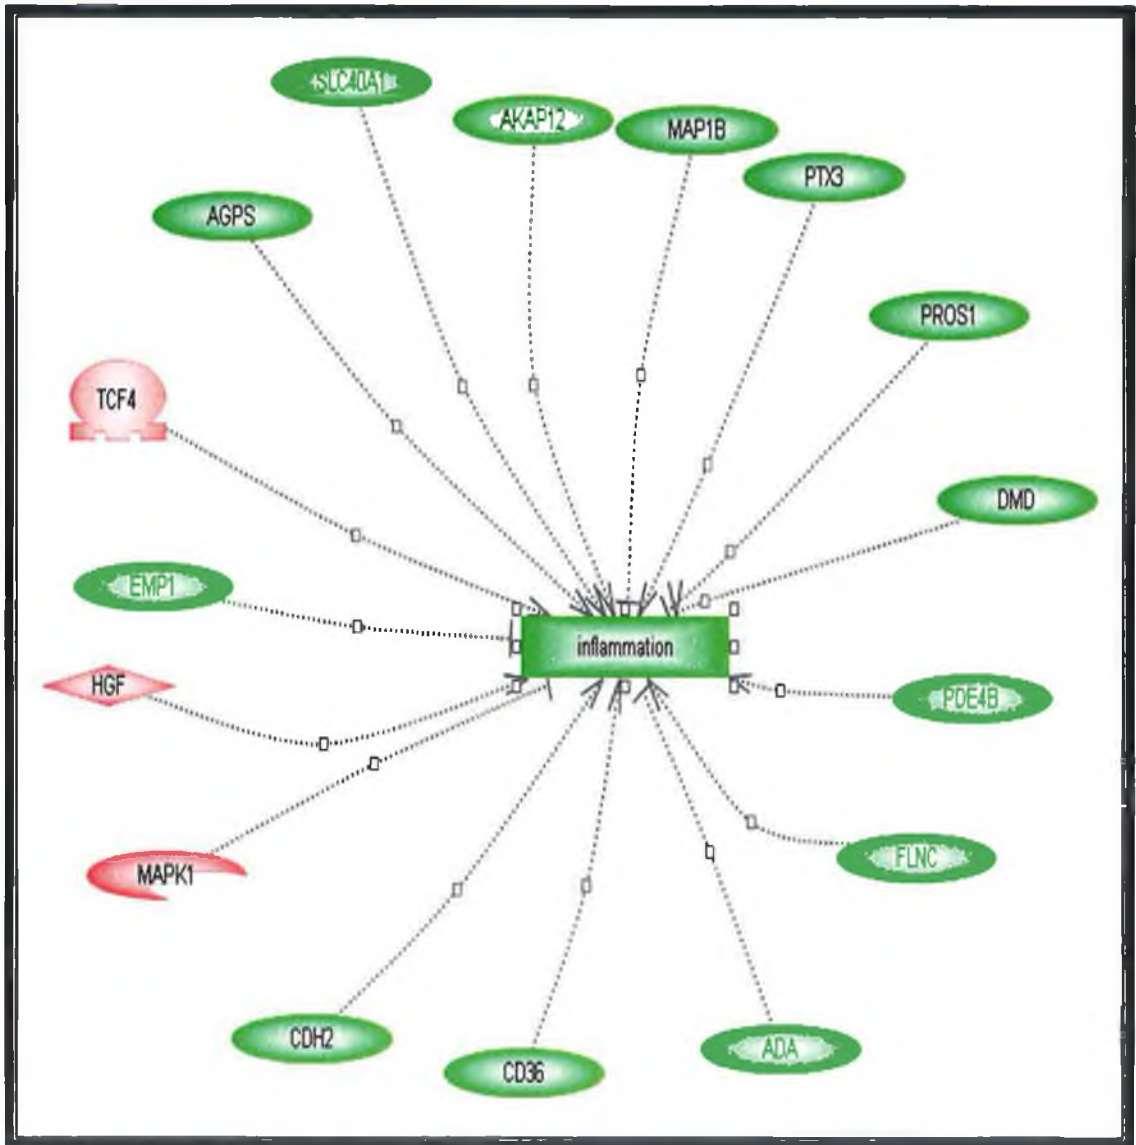 SLC40A1
AKAP12
MAP1B
PTX3
AGPS
PROS1
TCF4
DMD
EMP1
inflammation
HGF
PDE4B
FLNC
MAPK1
CDH2
CD36
ADA